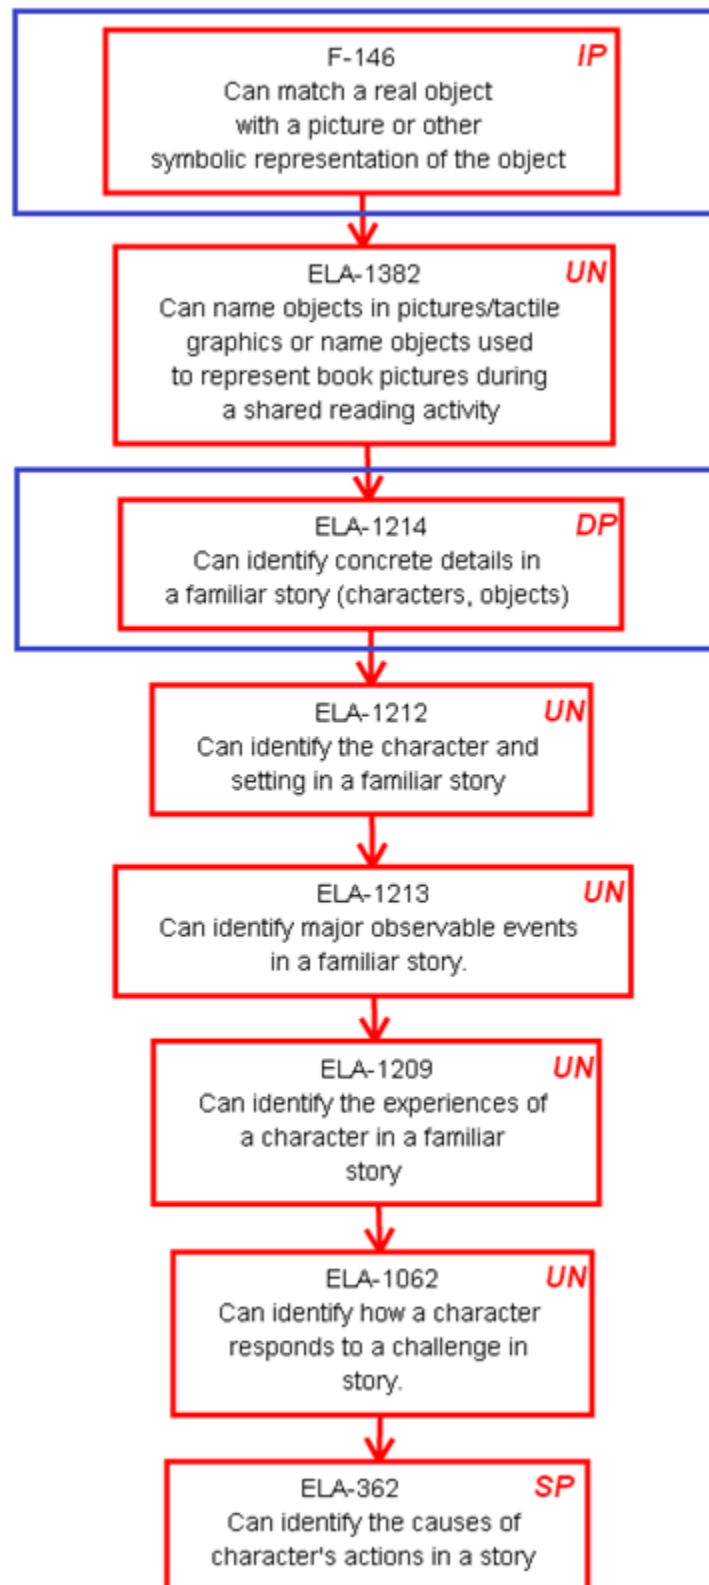 F-146 IP
Can match a real object
with a picture or other
symbolic representation of the object
ELA-1382 UN
Can name objects in pictures/tactile
graphics or name objects used
to represent book pictures during
a shared reading activity
ELA-1214 DP
Can identify concrete details in
a familiar story (characters, objects)
ELA-1212 UN
Can identify the character and
setting in a familiar story
ELA-1213 UN
Can identify major observable events
in a familiar story.
ELA-1209 UN
Can identify the experiences of
a character in a familiar
story
ELA-1062 UN
Can identify how a character
responds to a challenge in
story.
ELA-362 SP
Can identify the causes of
character's actions in a story